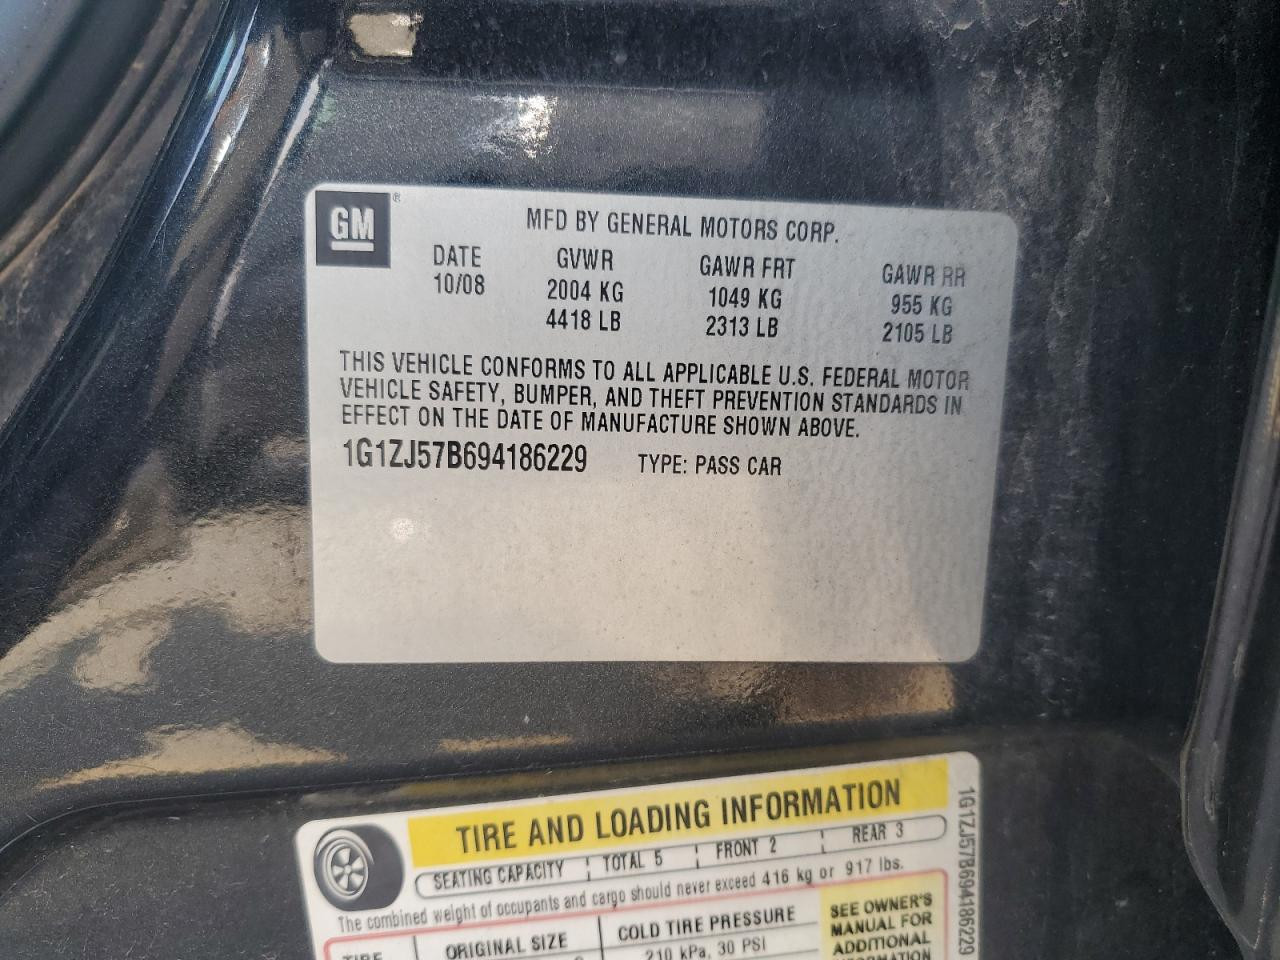 GM®
MFD BY GENERAL MOTORS CORP.
DATE GVWR GAWR FRT GAWR RR
10/08 2004 KG 1049 KG 955 KG
4418 LB 2313 LB 2105 LB
THIS VEHICLE CONFORMS TO ALL APPLICABLE U.S. FEDERAL MOTOR
VEHICLE SAFETY, BUMPER, AND THEFT PREVENTION STANDARDS IN
EFFECT ON THE DATE OF MANUFACTURE SHOWN ABOVE.
1G1ZJ57B694186229 TYPE: PASS CAR
TIRE AND LOADING INFORMATION
SEATING CAPACITY TOTAL 5 FRONT 2 REAR 3
The combined weight of occupants and cargo should never exceed 416 kg or 917 lbs.
TIRE ORIGINAL SIZE COLD TIRE PRESSURE
210 kPa, 30 PSI
SEE OWNER'S
MANUAL FOR
ADDITIONAL
INFORMATION
1G1ZJ57B694186229